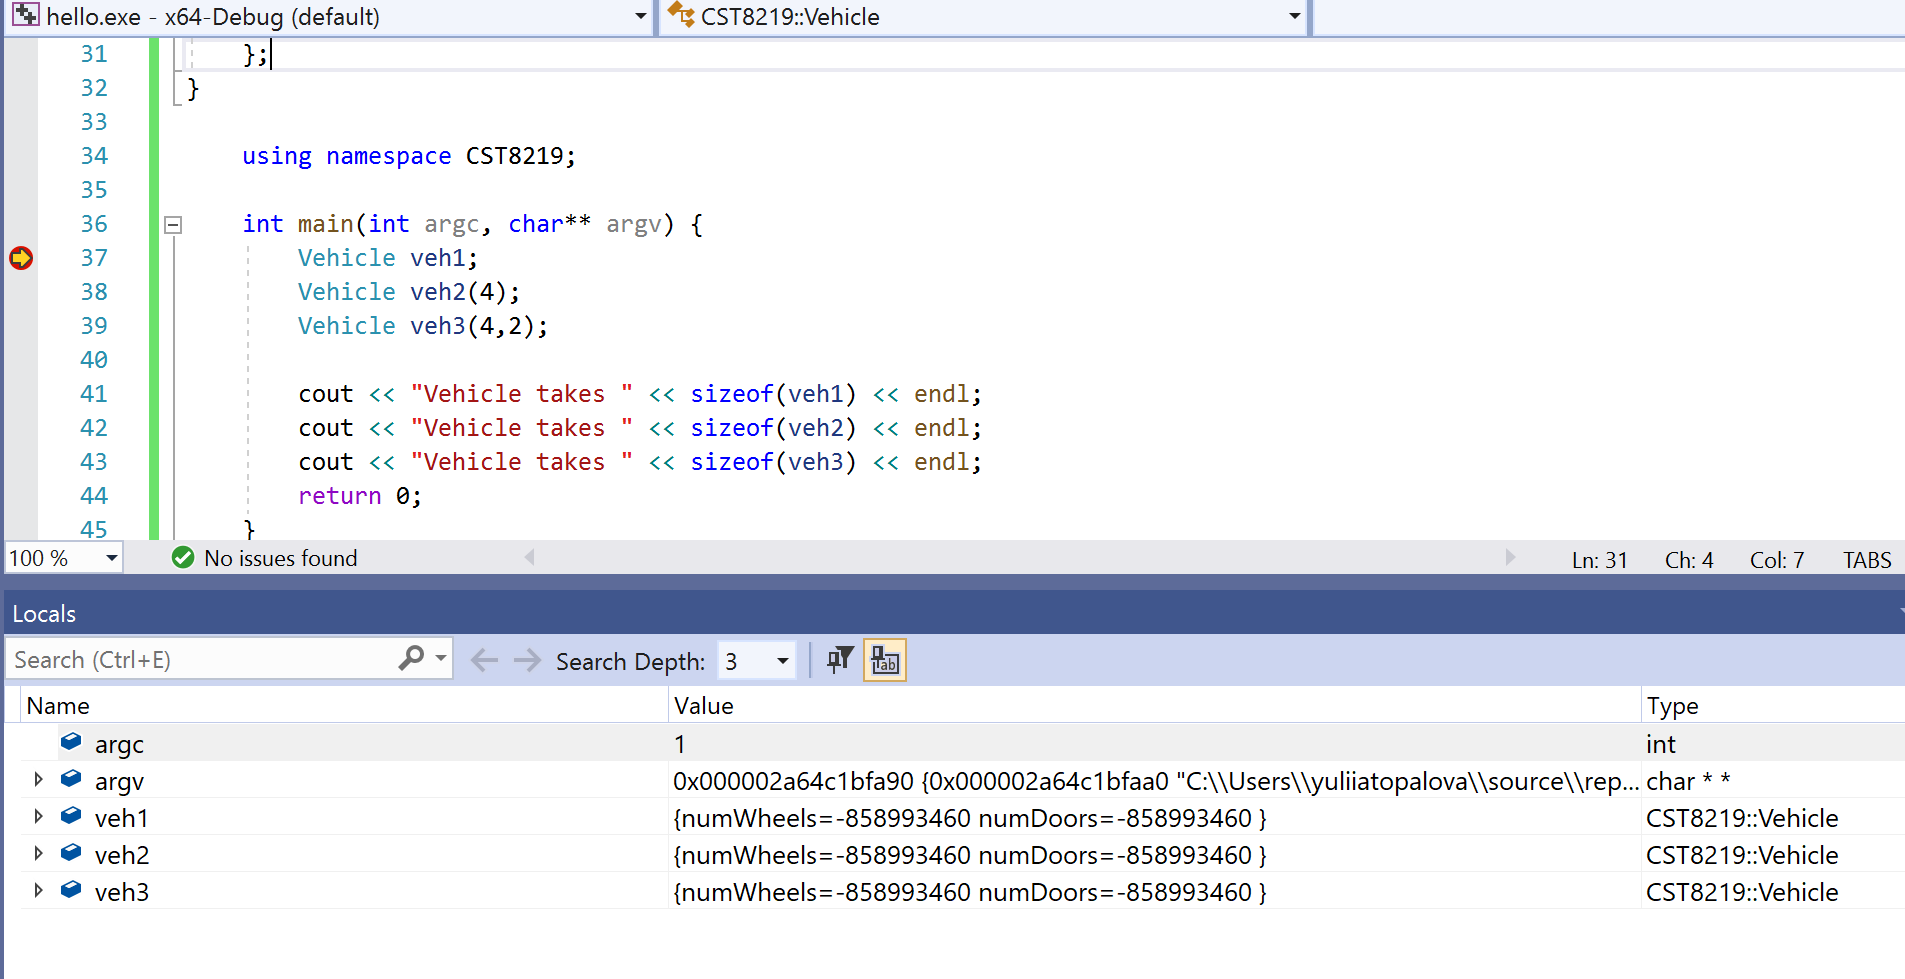 hello.exe - x64-Debug (default) CST8219::Vehicle
31 };
32 }
33
34 using namespace CST8219;
35
36 int main(int argc, char** argv) {
37 Vehicle veh1;
38 Vehicle veh2(4);
39 Vehicle veh3(4,2);
40
41 cout << "Vehicle takes " << sizeof(veh1) << endl;
42 cout << "Vehicle takes " << sizeof(veh2) << endl;
43 cout << "Vehicle takes " << sizeof(veh3) << endl;
44 return 0;
45 }
100 % No issues found Ln: 31 Ch: 4 Col: 7 TABS
Locals
Search (Ctrl+E) Search Depth: 3
Name Value Type
argc 1 int
argv 0x000002a64c1bfa90 {0x000002a64c1bfaa0 "C:\\Users\\yuliiatopalova\\source\\rep... char * *
veh1 {numWheels=-858993460 numDoors=-858993460 } CST8219::Vehicle
veh2 {numWheels=-858993460 numDoors=-858993460 } CST8219::Vehicle
veh3 {numWheels=-858993460 numDoors=-858993460 } CST8219::Vehicle